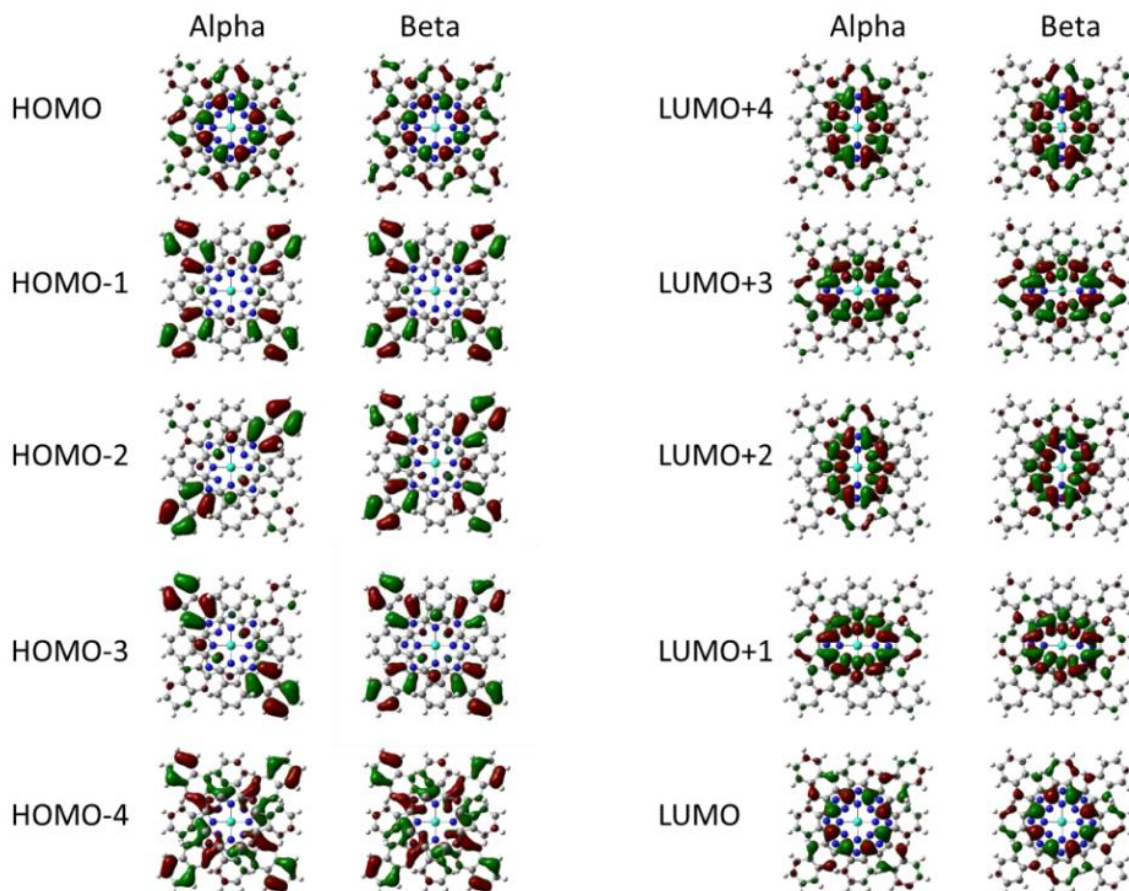 Alpha Beta Alpha Beta
HOMO LUMO+4
HOMO-1 LUMO+3
HOMO-2 LUMO+2
HOMO-3 LUMO+1
HOMO-4 LUMO